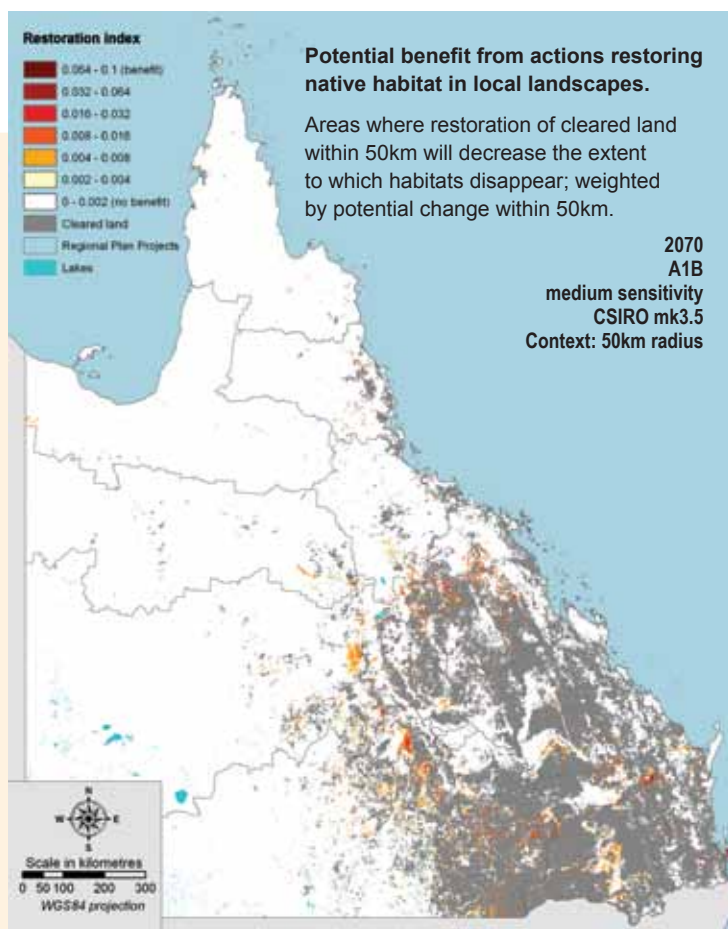 Restoration index
0.064 - 0.1 (benefit)
0.032 - 0.064
0.016 - 0.032
0.008 - 0.016
0.004 - 0.008
0.002 - 0.004
0 - 0.002 (no benefit)
Cleared land
Regional Plan Projects
Lakes
Potential benefit from actions restoring
native habitat in local landscapes.
Areas where restoration of cleared land
within 50km will decrease the extent
to which habitats disappear; weighted
by potential change within 50km.
2070
A1B
medium sensitivity
CSIRO mk3.5
Context: 50km radius
N
W E
S
Scale in kilometres
0 50 100 200 300
WGS84 projection